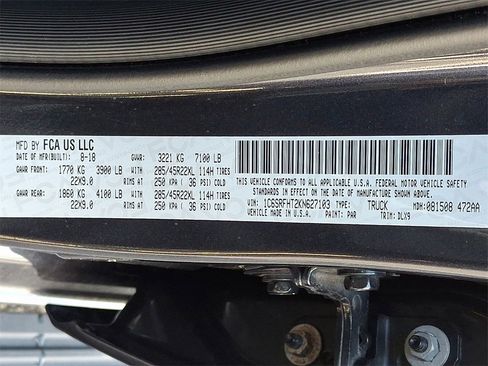 MFD BY FCA US LLC
DATE OF MFR(BUILT): 8-18 GVWR: 3221 KG 7100 LB
GAWR FRONT: 1770 KG 3900 LB WITH 285/45R22XL 114H TIRES
22X9.0 RIMS AT 250 KPA ( 36 PSI) COLD
GAWR REAR: 1860 KG 4100 LB WITH 285/45R22XL 114H TIRES
22X9.0 RIMS AT 250 KPA ( 36 PSI) COLD
THIS VEHICLE CONFORMS TO ALL APPLICABLE U.S.A. FEDERAL MOTOR VEHICLE SAFETY
STANDARDS IN EFFECT ON THE DATE OF MANUFACTURE SHOWN ABOVE.
VIN: 1C6SRFHT2KN627103 TYPE: TRUCK MDH: 081508 472AA
VEHICLE MADE IN U.S.A. PAINT: PAR TRIM: DLX9